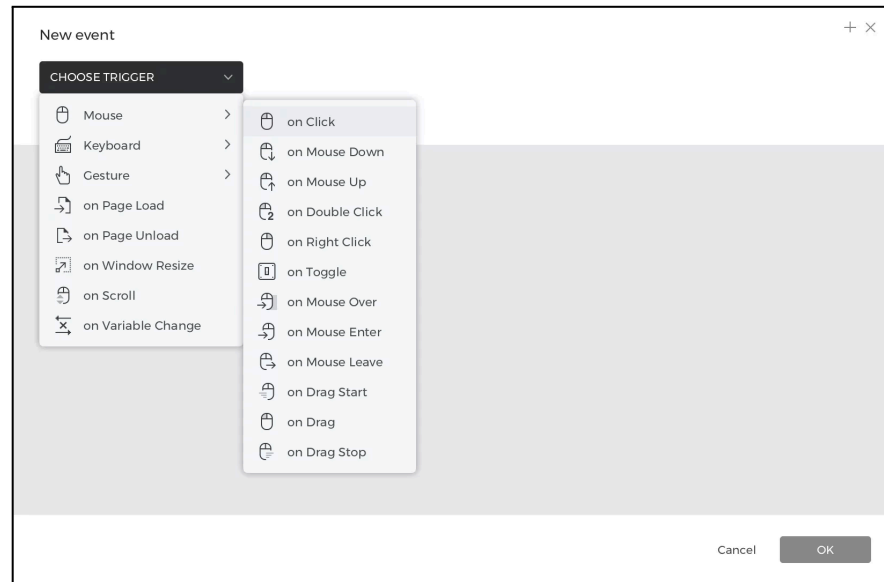 New event
CHOOSE TRIGGER
Mouse
Keyboard
Gesture
on Page Load
on Page Unload
on Window Resize
on Scroll
on Variable Change
on Click
on Mouse Down
on Mouse Up
on Double Click
on Right Click
on Toggle
on Mouse Over
on Mouse Enter
on Mouse Leave
on Drag Start
on Drag
on Drag Stop
Cancel
OK